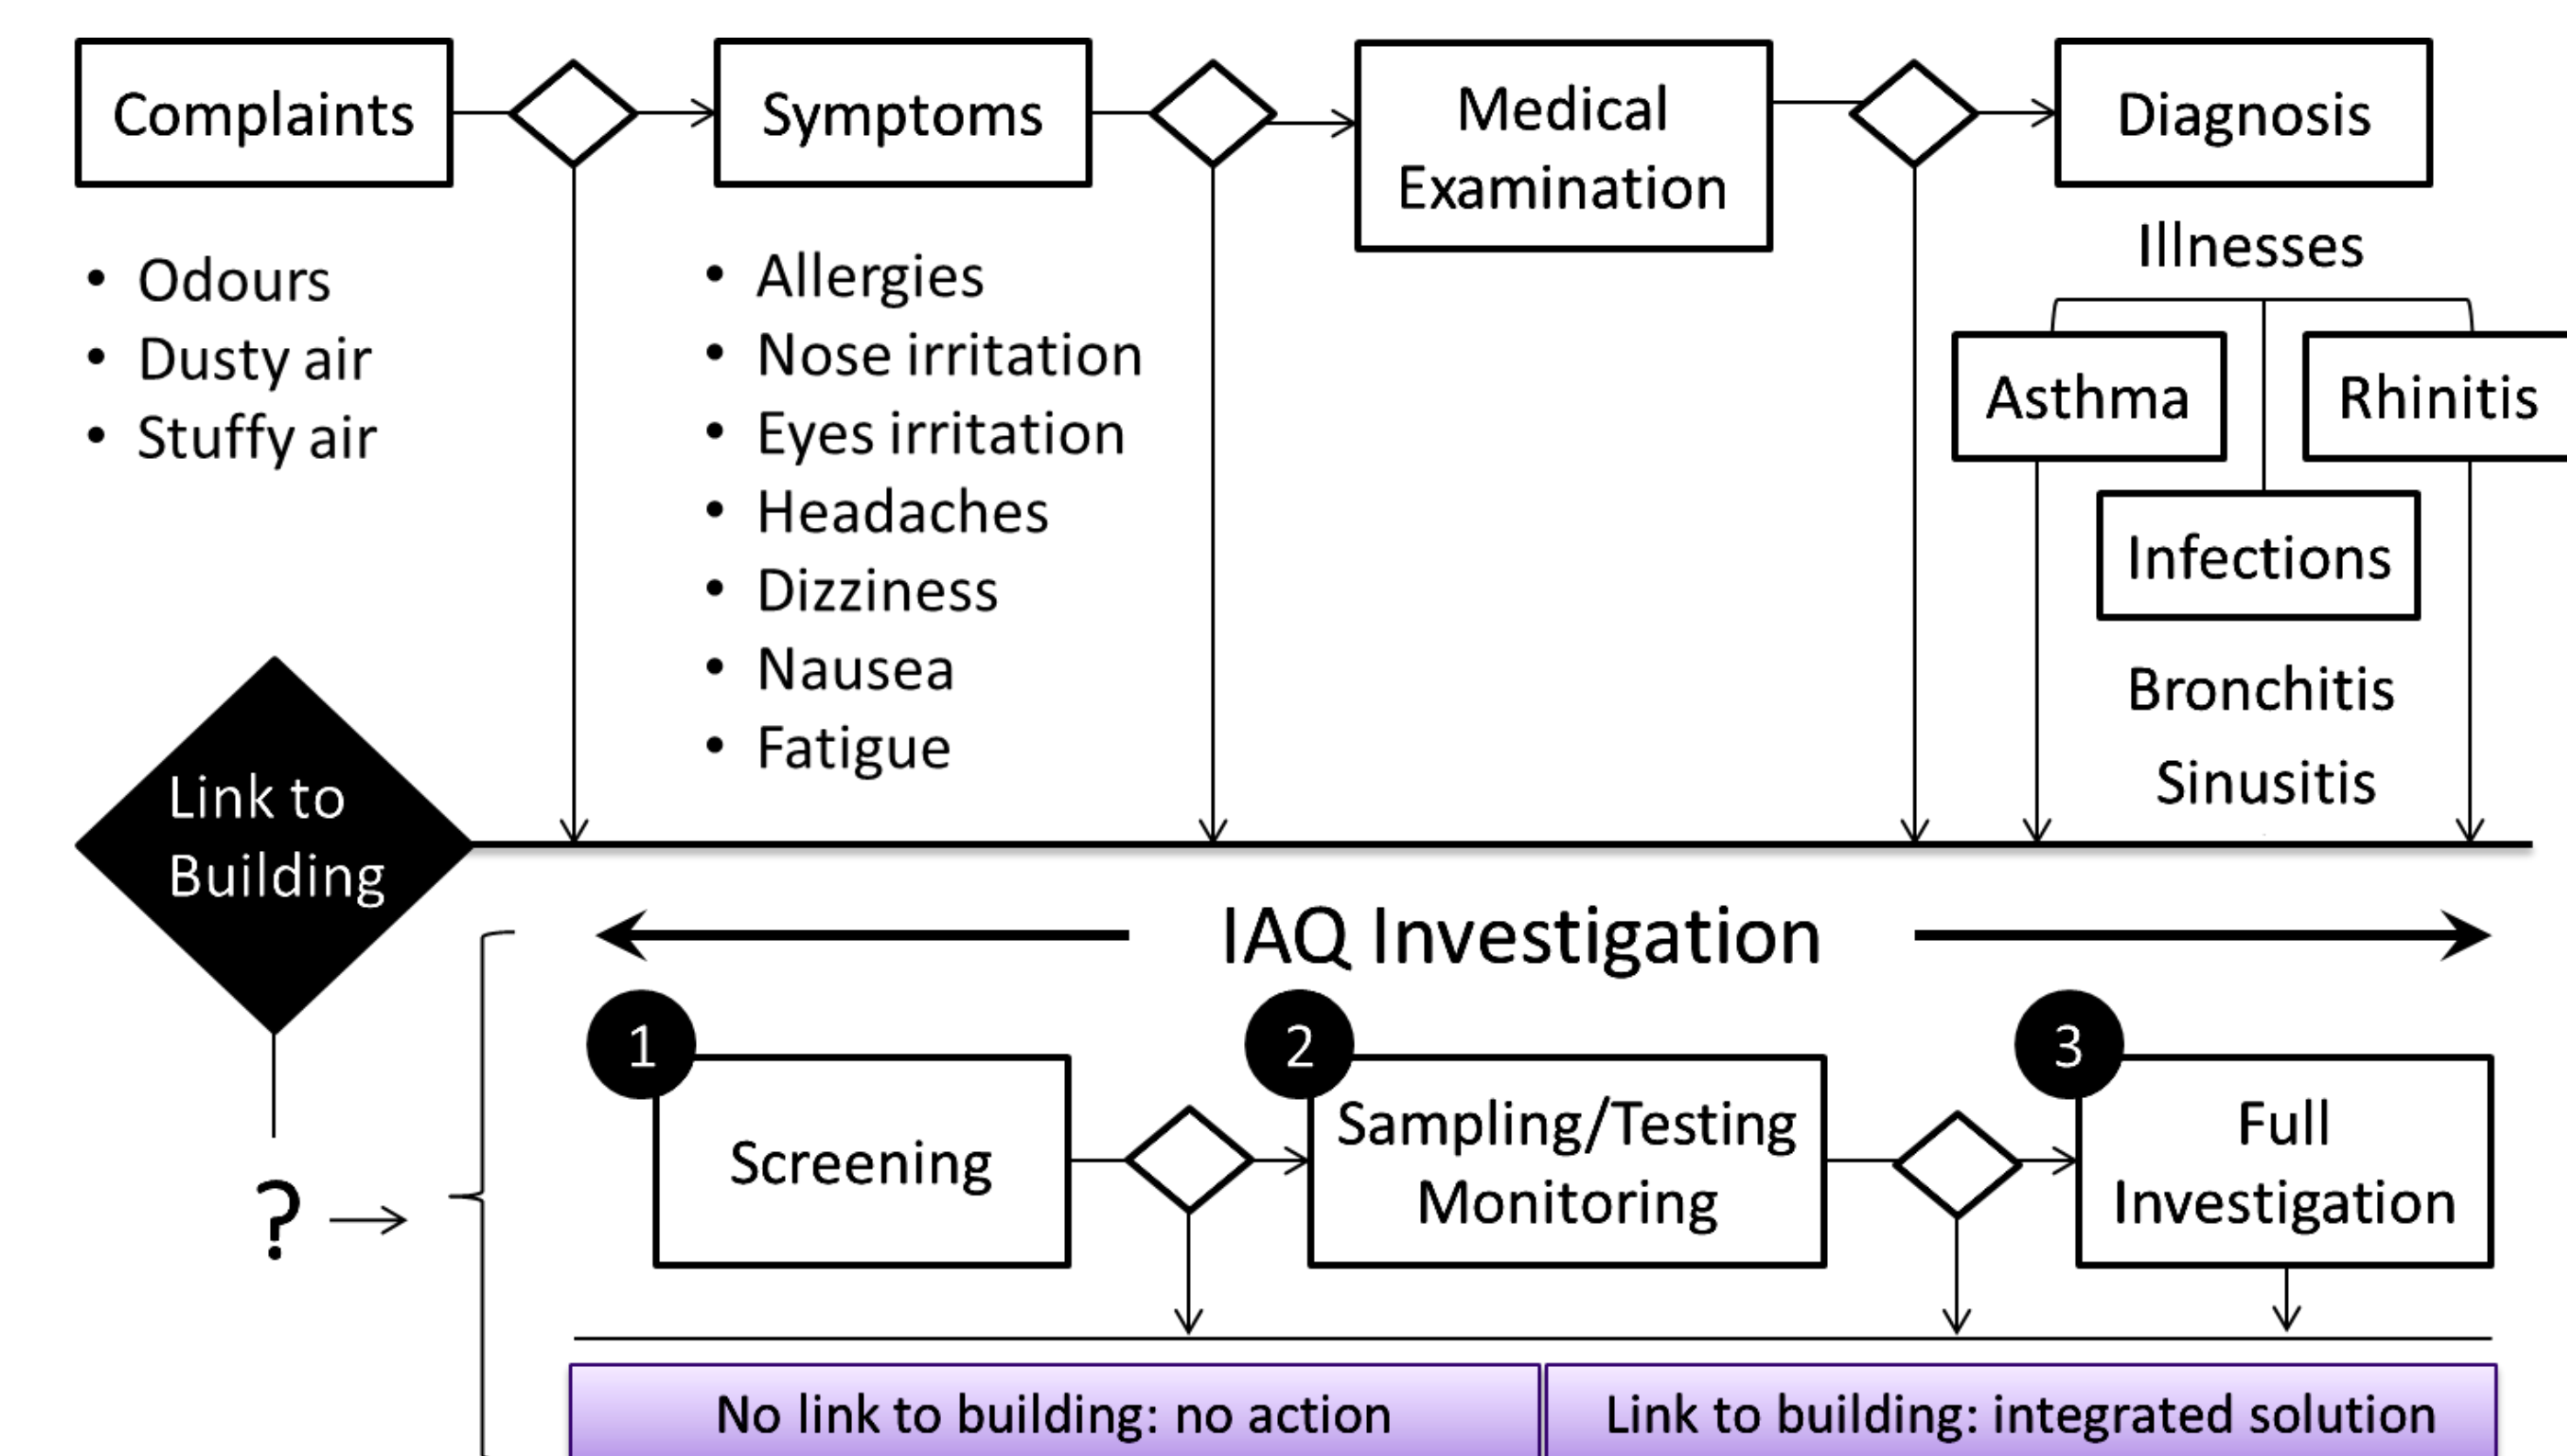 Complaints
Symptoms
Medical
Examination
Diagnosis
• Odours
• Dusty air
• Stuffy air
• Allergies
• Nose irritation
• Eyes irritation
• Headaches
• Dizziness
• Nausea
• Fatigue
Illnesses
Asthma
Rhinitis
Infections
Bronchitis
Sinusitis
Link to
Building
?
IAQ Investigation
1
Screening
2
Sampling/Testing
Monitoring
3
Full
Investigation
No link to building: no action
Link to building: integrated solution